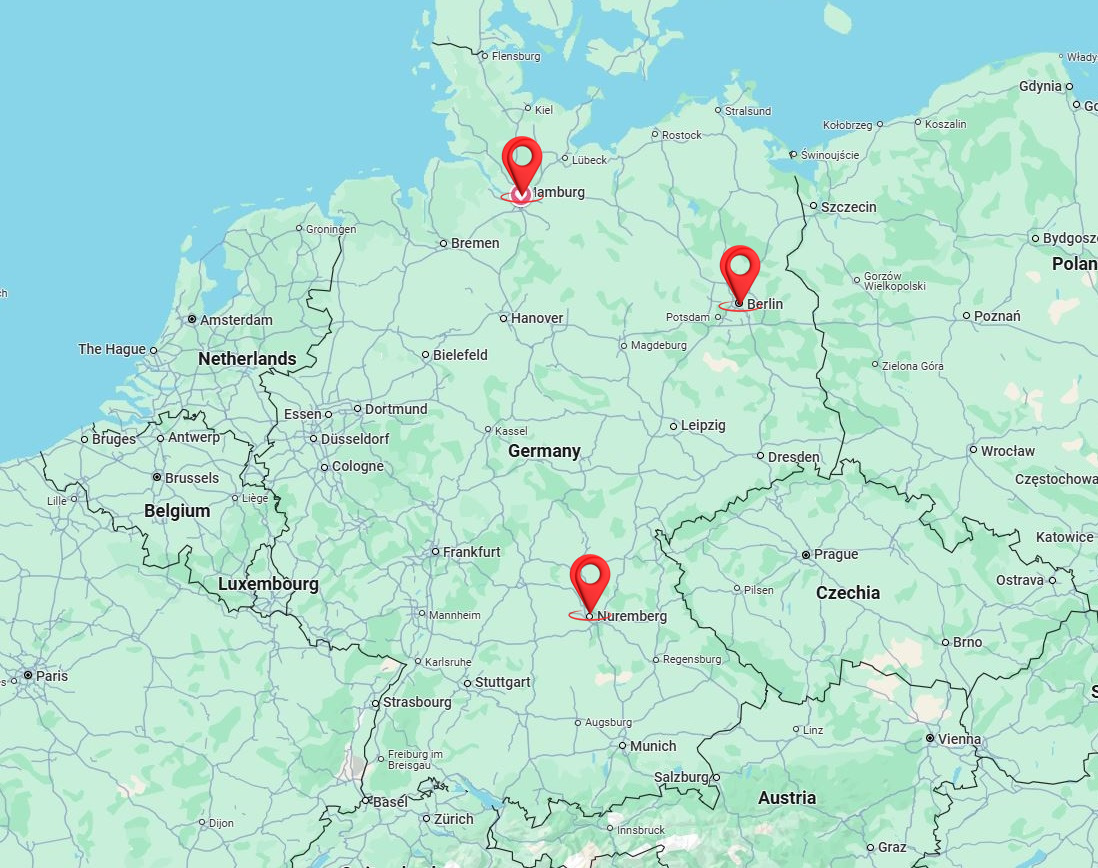 Flensburg
Włady
Gdynia
Kiel
Stralsund
Kołobrzeg
Koszalin
Rostock
Lübeck
Świnoujście
amburg
Szczecin
Groningen
Bremen
Bydgosz
Polan
Gorzów
Wielkopolski
Berlin
Potsdam
Poznań
Amsterdam
Hanover
The Hague
Magdeburg
Netherlands
Bielefeld
Zielona Góra
Essen
Dortmund
Leipzig
Bruges
Antwerp
Düsseldorf
Kassel
Germany
Wrocław
Dresden
Cologne
Brussels
Częstochowa
Lille
Liège
Belgium
Katowice
Frankfurt
Prague
Luxembourg
Ostrava
Pilsen
Czechia
Mannheim
Nuremberg
Brno
Karlsruhe
Regensburg
Paris
Stuttgart
Strasbourg
Augsburg
Linz
Vienna
Munich
Freiburg im
Breisgau
Salzburg
Austria
Basel
Zürich
Dijon
Innsbruck
Graz